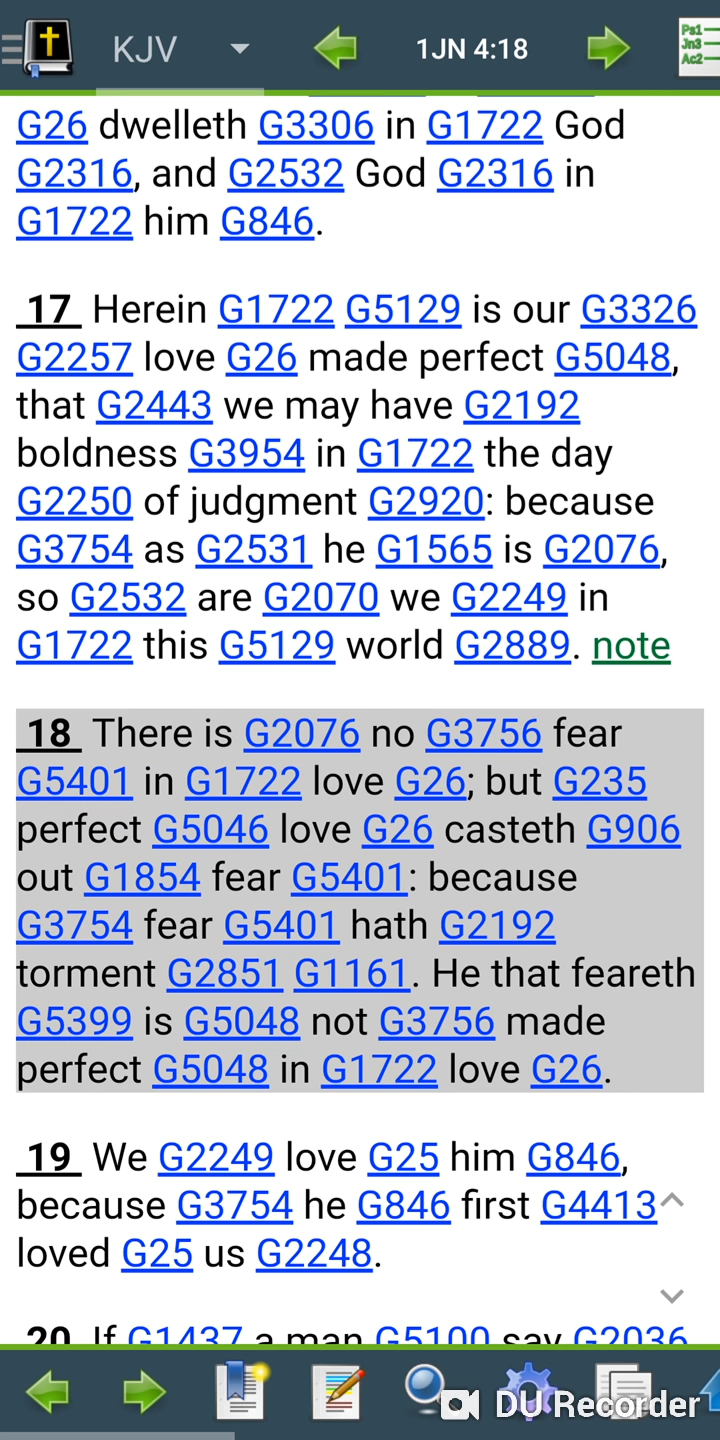 KJV 1JN 4:18 Ps1 Jn3 Ac2
G26 dwelleth G3306 in G1722 God
G2316, and G2532 God G2316 in
G1722 him G846.
17 Herein G1722 G5129 is our G3326
G2257 love G26 made perfect G5048,
that G2443 we may have G2192
boldness G3954 in G1722 the day
G2250 of judgment G2920: because
G3754 as G2531 he G1565 is G2076,
so G2532 are G2070 we G2249 in
G1722 this G5129 world G2889. note
18 There is G2076 no G3756 fear
G5401 in G1722 love G26; but G235
perfect G5046 love G26 casteth G906
out G1854 fear G5401: because
G3754 fear G5401 hath G2192
torment G2851 G1161. He that feareth
G5399 is G5048 not G3756 made
perfect G5048 in G1722 love G26.
19 We G2249 love G25 him G846,
because G3754 he G846 first G4413
loved G25 us G2248.
20 If G1437 a man G5100 say G2036
DU Recorder